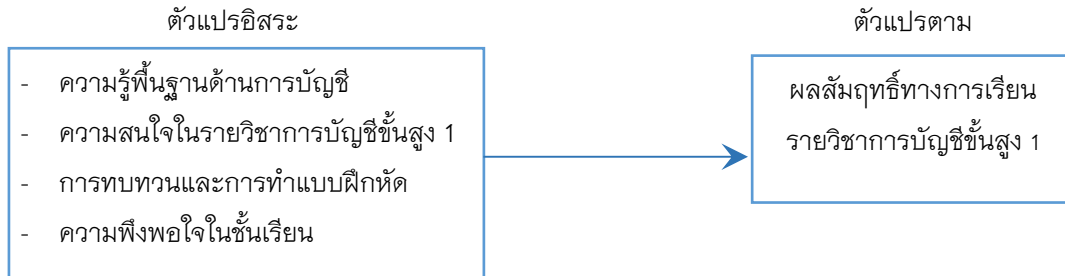 ตัวแปรอิสระ
ตัวแปรตาม
- ความรู้พื้นฐานด้านการบัญชี
- ความสนใจในรายวิชาการบัญชีขั้นสูง 1
- การทบทวนและการทำแบบฝึกหัด
- ความพึงพอใจในชั้นเรียน
ผลสัมฤทธิ์ทางการเรียน
รายวิชาการบัญชีขั้นสูง 1